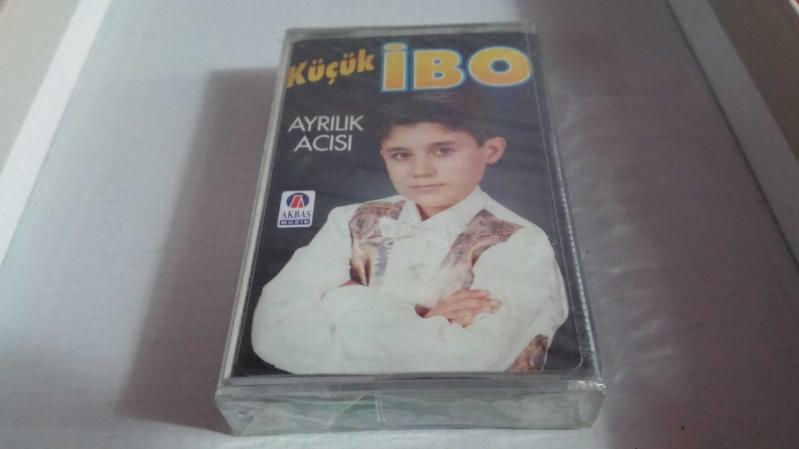 Küçük İBO
AYRILIK
ACISI
AKBAŞ
MÜZİK